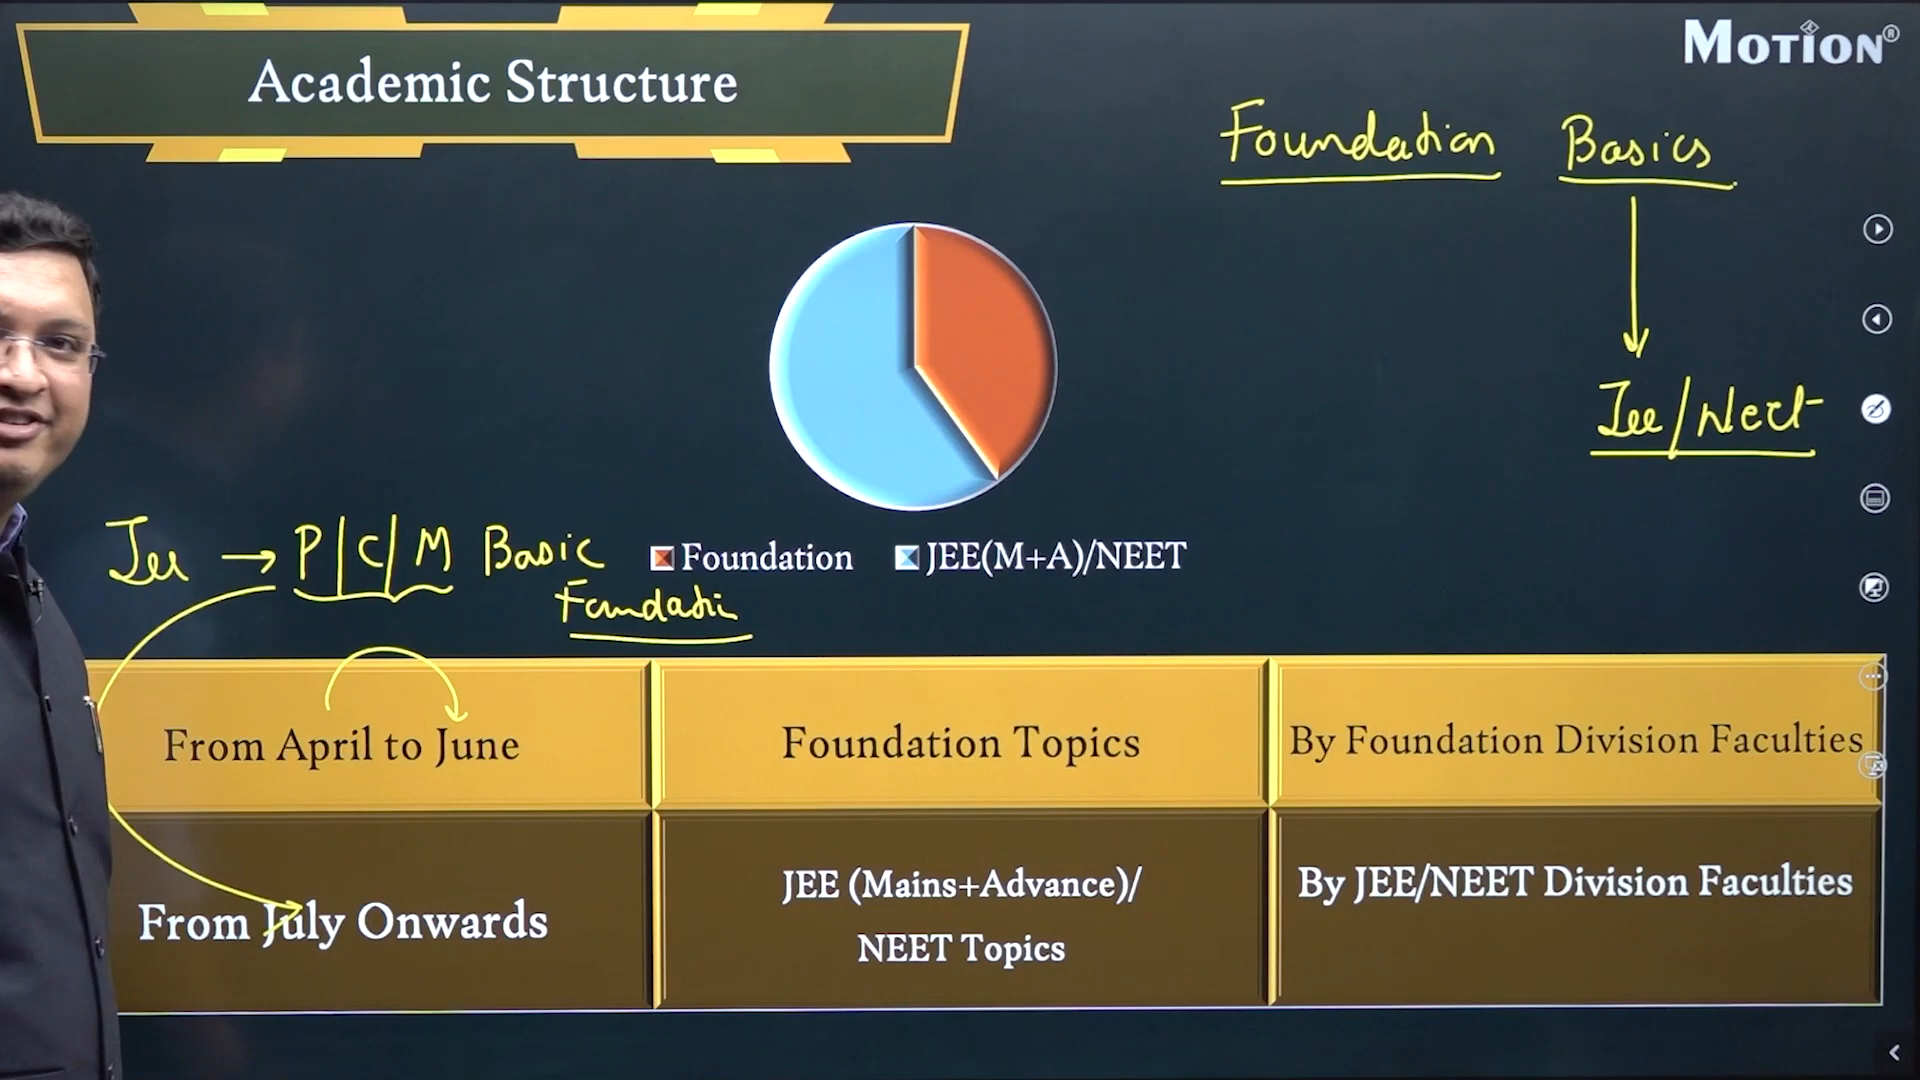 Academic Structure
MOTION®
Foundation Basics
Jee/Neet
Jee → P|C|M Basic
Foundation
Foundation JEE(M+A)/NEET
From April to June
Foundation Topics
By Foundation Division Faculties
From July Onwards
JEE (Mains+Advance)/
NEET Topics
By JEE/NEET Division Faculties